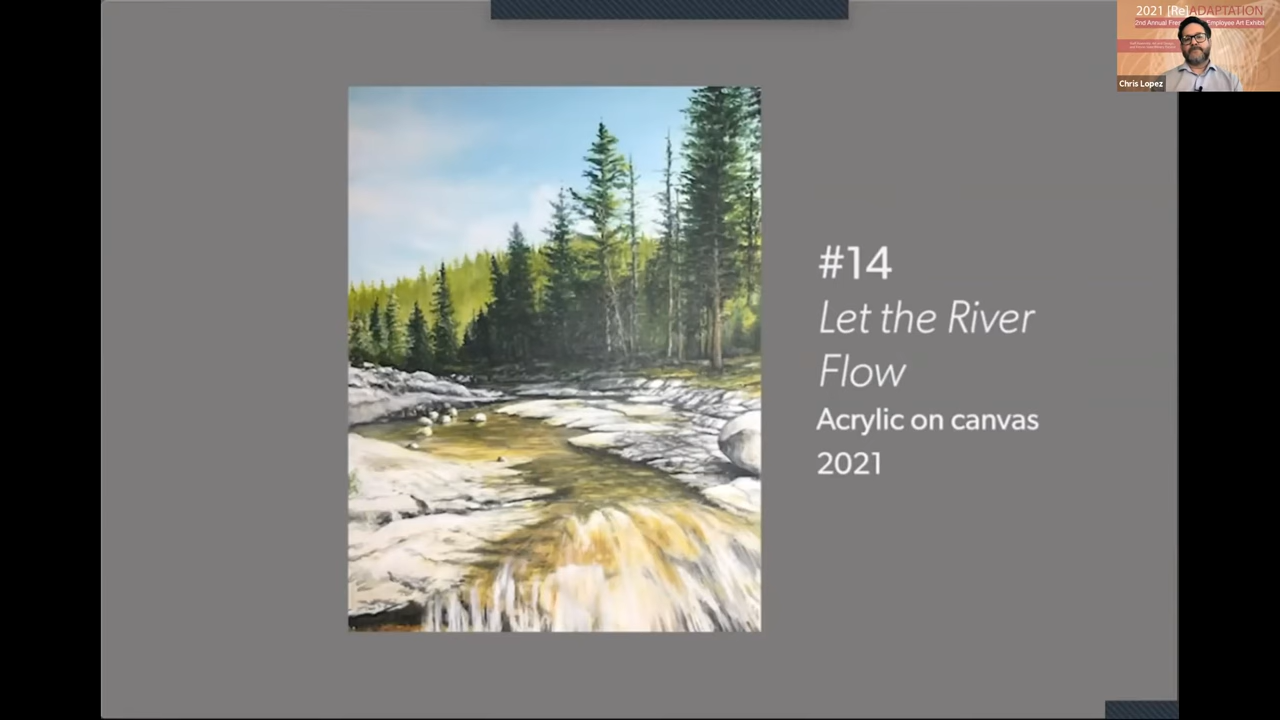 2021 [Re]ADAPTATION
2nd Annual Employee Art Exhibit
Chris Lopez
#14
Let the River
Flow
Acrylic on canvas
2021